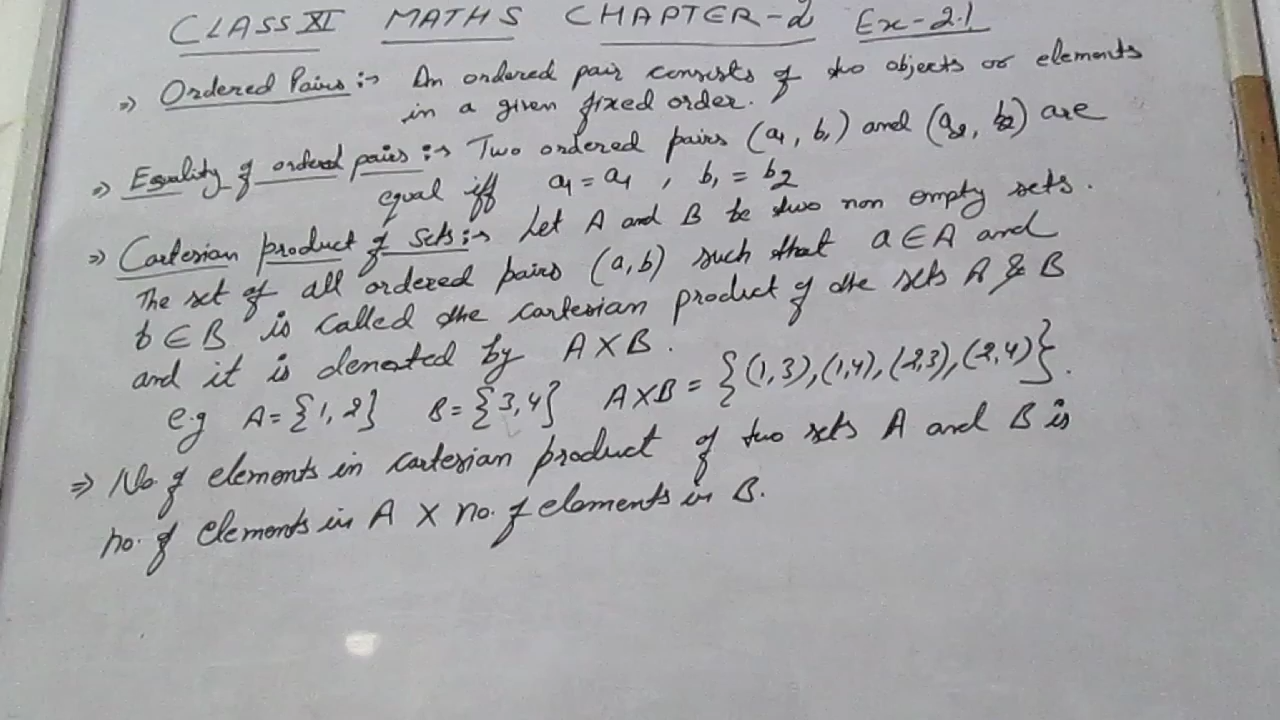 CLASS XI MATHS CHAPTER-2 Ex-2.1
⇒ Ordered Pairs :→ An ordered pair consists of two objects or elements
in a given fixed order.
⇒ Equality of ordered pairs :→ Two ordered pairs (a₁, b₁) and (a₂, b₂) are
equal iff a₁ = a₁ , b₁ = b₂
⇒ Cartesian product of sets :→ Let A and B be two non empty sets.
The set of all ordered pairs (a, b) such that a ∈ A and
b ∈ B is called the cartesian product of the sets A & B
and it is denoted by A X B.
e.g A = {1, 2} B = {3, 4} A X B = {(1, 3), (1, 4), (2, 3), (2, 4)}.
⇒ No of elements in cartesian product of two sets A and B is
no. of elements in A X no. of elements in B.